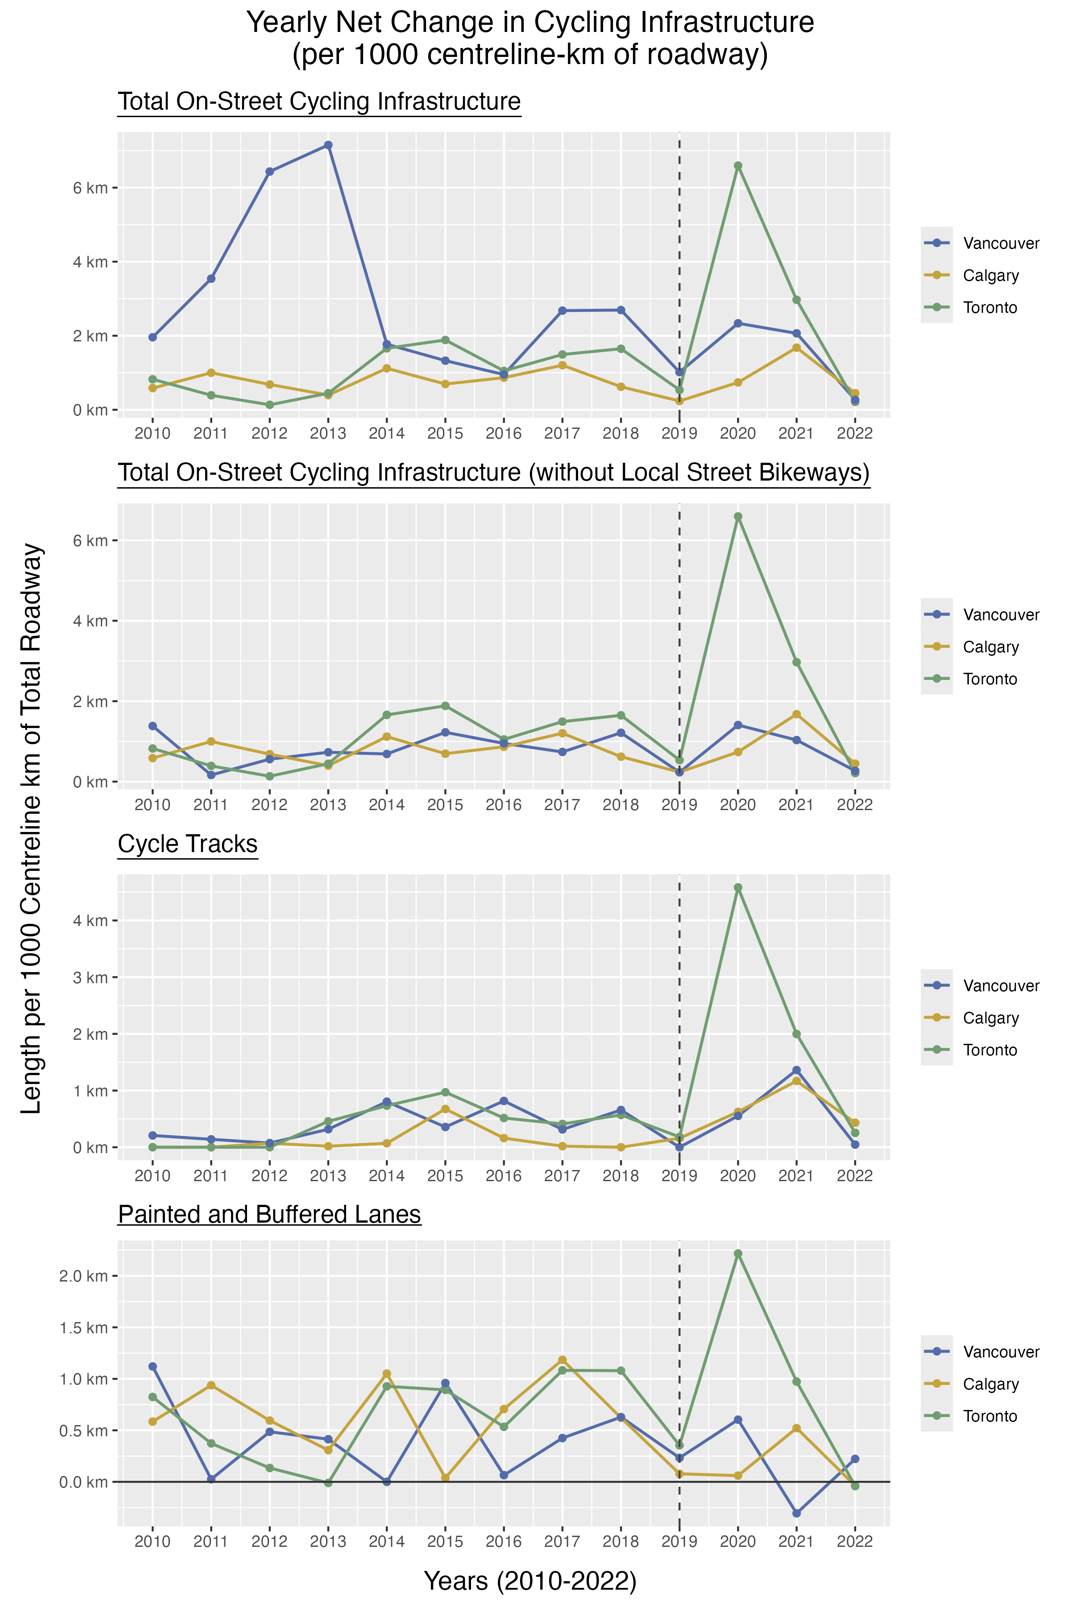 Yearly Net Change in Cycling Infrastructure
(per 1000 centreline-km of roadway)
Total On-Street Cycling Infrastructure
6 km
4 km
2 km
0 km
2010 2011 2012 2013 2014 2015 2016 2017 2018 2019 2020 2021 2022
Vancouver
Calgary
Toronto
Total On-Street Cycling Infrastructure (without Local Street Bikeways)
6 km
4 km
2 km
0 km
2010 2011 2012 2013 2014 2015 2016 2017 2018 2019 2020 2021 2022
Vancouver
Calgary
Toronto
Cycle Tracks
4 km
3 km
2 km
1 km
0 km
2010 2011 2012 2013 2014 2015 2016 2017 2018 2019 2020 2021 2022
Vancouver
Calgary
Toronto
Painted and Buffered Lanes
2.0 km
1.5 km
1.0 km
0.5 km
0.0 km
2010 2011 2012 2013 2014 2015 2016 2017 2018 2019 2020 2021 2022
Vancouver
Calgary
Toronto
Length per 1000 Centreline km of Total Roadway
Years (2010-2022)